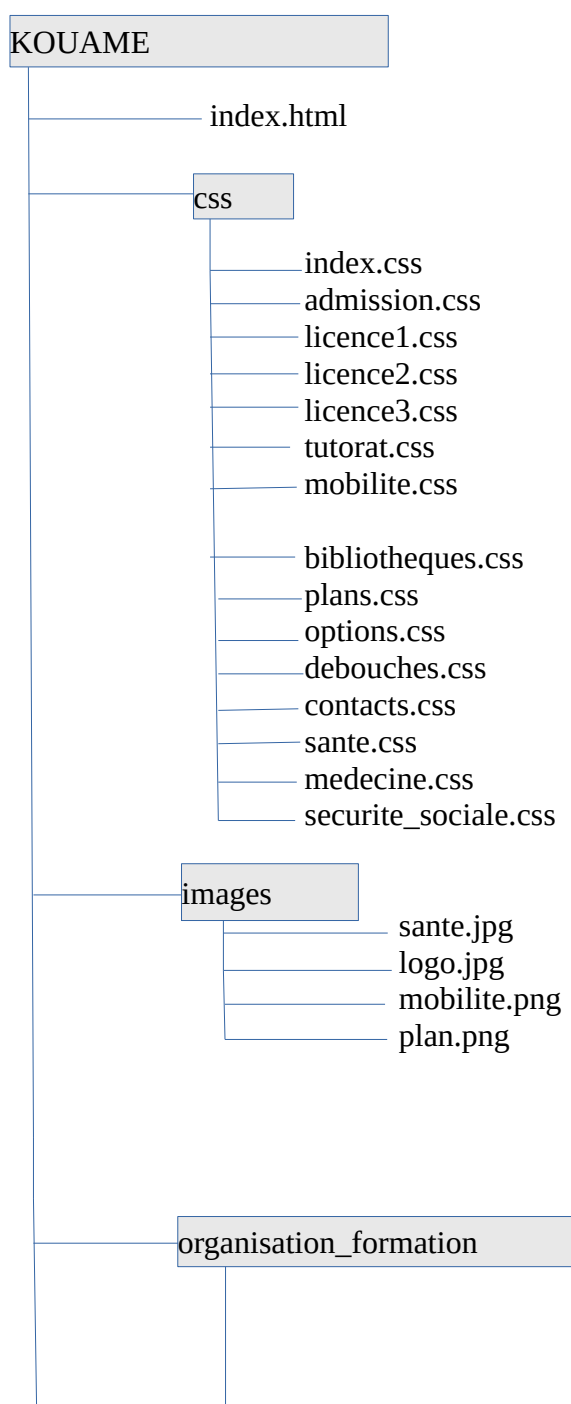 KOUAME
index.html
css
index.css
admission.css
licence1.css
licence2.css
licence3.css
tutorat.css
mobilite.css
bibliotheques.css
plans.css
options.css
debouches.css
contacts.css
sante.css
medecine.css
securite_sociale.css
images
sante.jpg
logo.jpg
mobilite.png
plan.png
organisation_formation